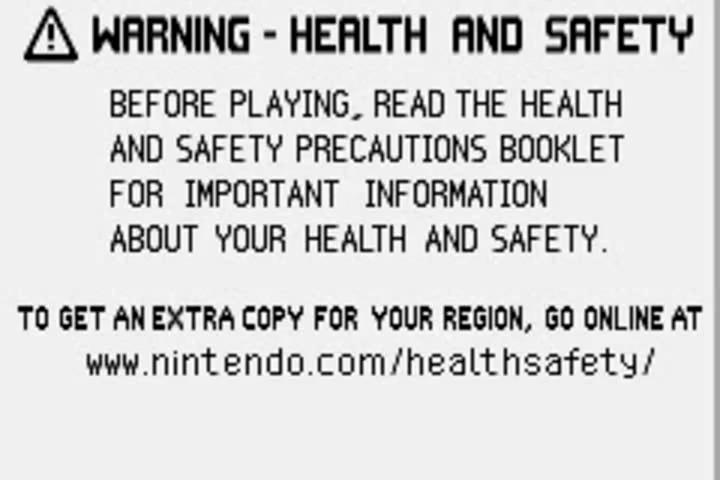 WARNING - HEALTH AND SAFETY
BEFORE PLAYING, READ THE HEALTH
AND SAFETY PRECAUTIONS BOOKLET
FOR IMPORTANT INFORMATION
ABOUT YOUR HEALTH AND SAFETY.
TO GET AN EXTRA COPY FOR YOUR REGION, GO ONLINE AT
www.nintendo.com/healthsafety/